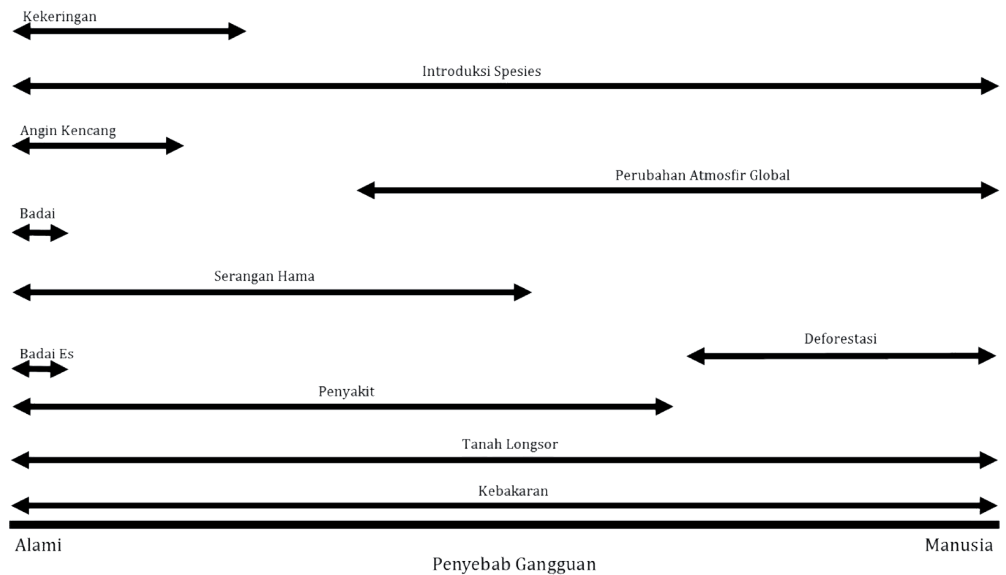 Kekeringan
Introduksi Spesies
Angin Kencang
Perubahan Atmosfir Global
Badai
Serangan Hama
Deforestasi
Badai Es
Penyakit
Tanah Longsor
Kebakaran
Alami
Manusia
Penyebab Gangguan